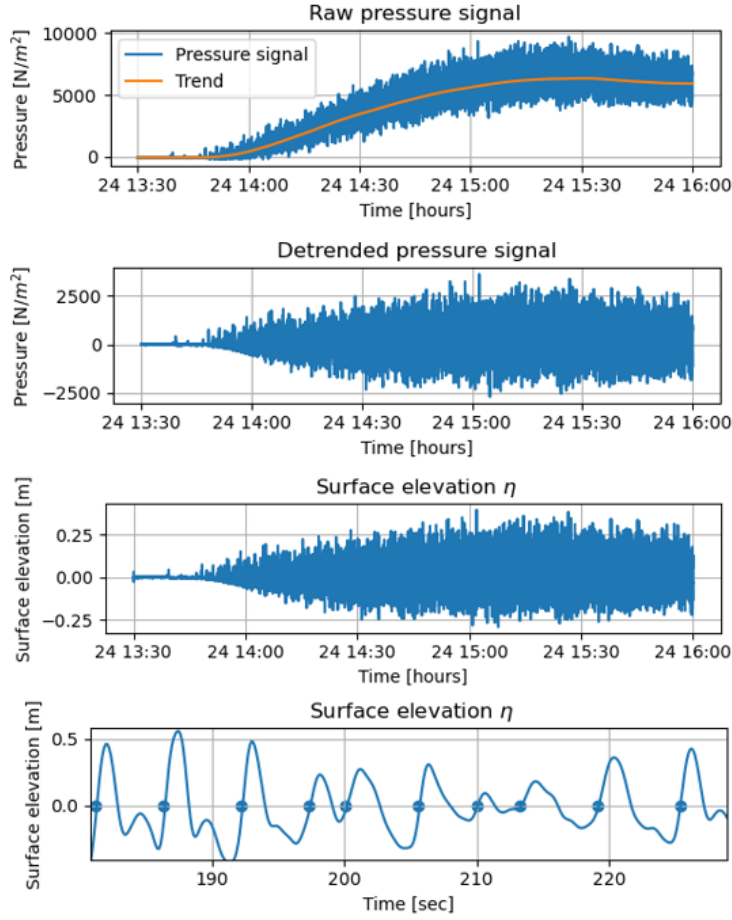 Raw pressure signal
Pressure [N/m²]
10000
5000
0
Pressure signal
Trend
24 13:30 24 14:00 24 14:30 24 15:00 24 15:30 24 16:00
Time [hours]
Detrended pressure signal
Pressure [N/m²]
2500
0
−2500
24 13:30 24 14:00 24 14:30 24 15:00 24 15:30 24 16:00
Time [hours]
Surface elevation η
Surface elevation [m]
0.25
0.00
−0.25
24 13:30 24 14:00 24 14:30 24 15:00 24 15:30 24 16:00
Time [hours]
Surface elevation η
Surface elevation [m]
0.5
0.0
190 200 210 220
Time [sec]